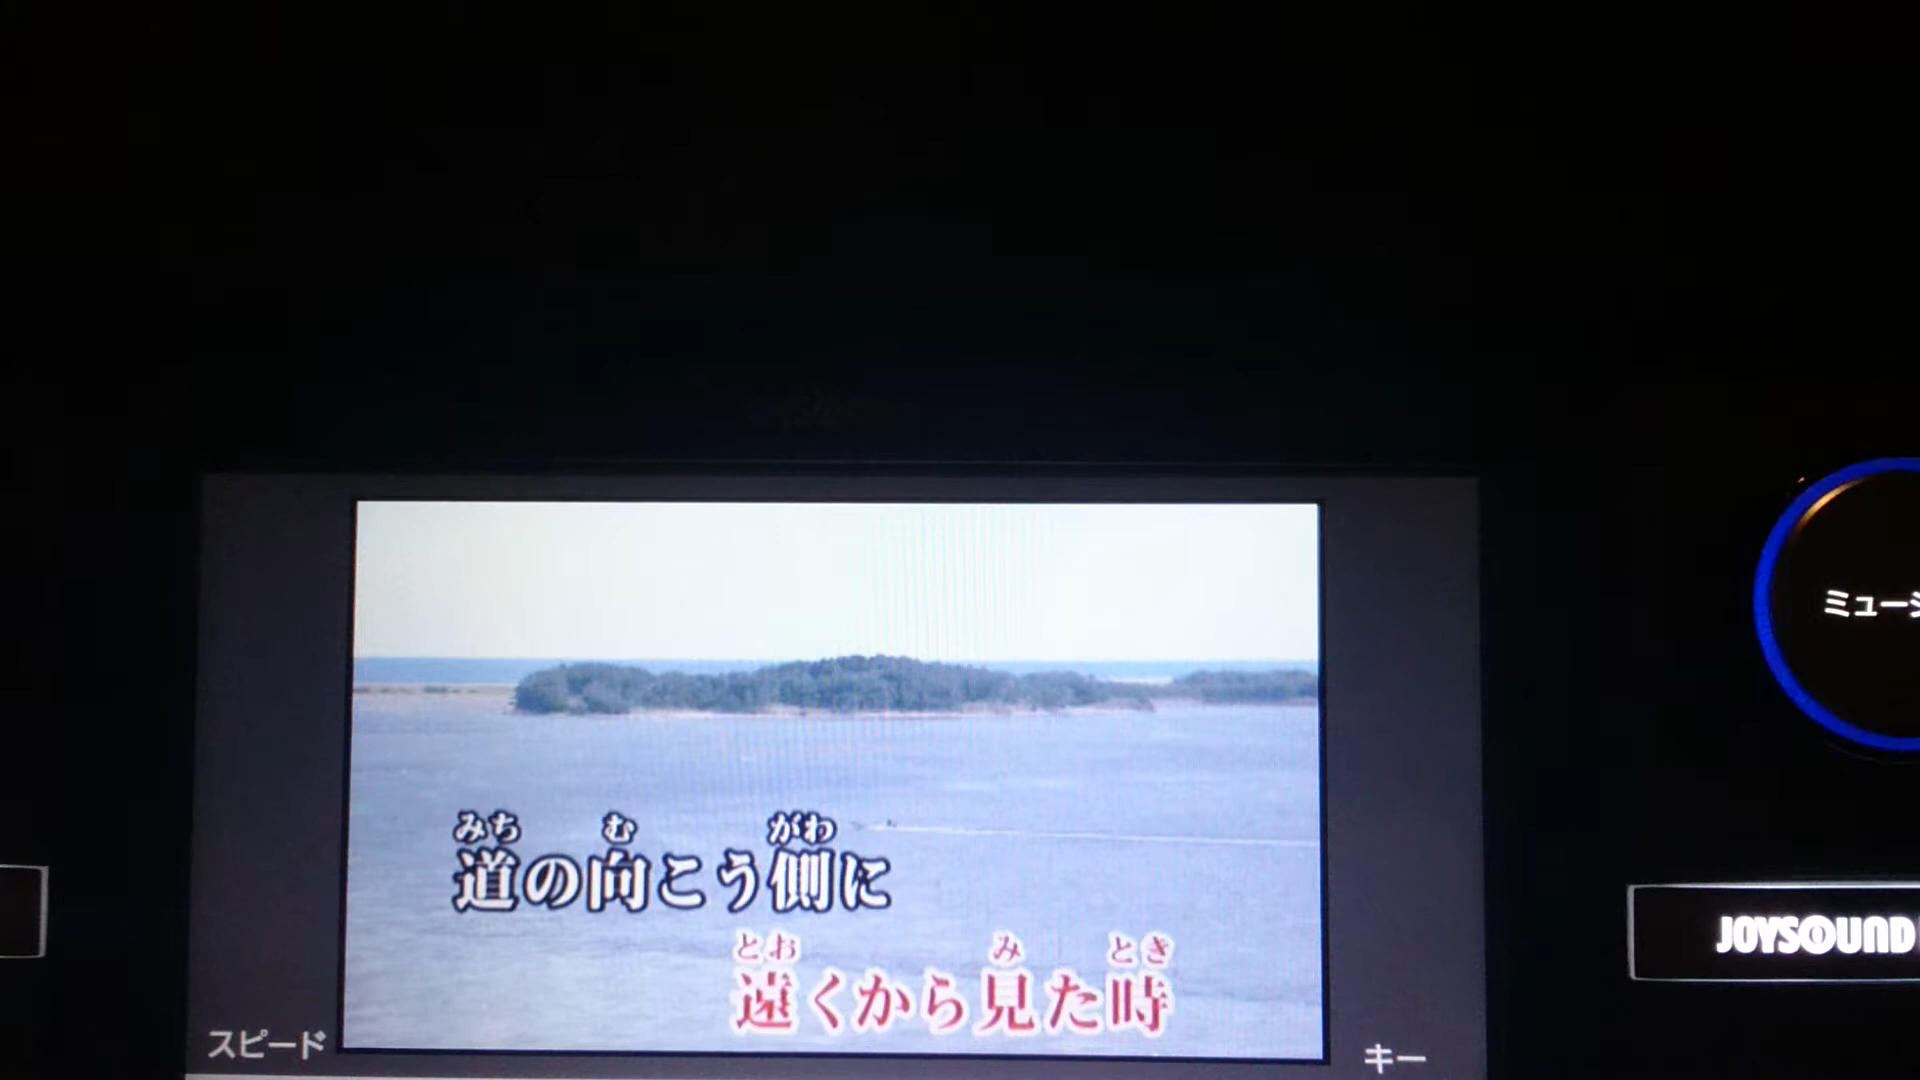 ミュー
みち む がわ
道の向こう側に
JOYSOUND
とお み とき
遠くから見た時
スピード
キー